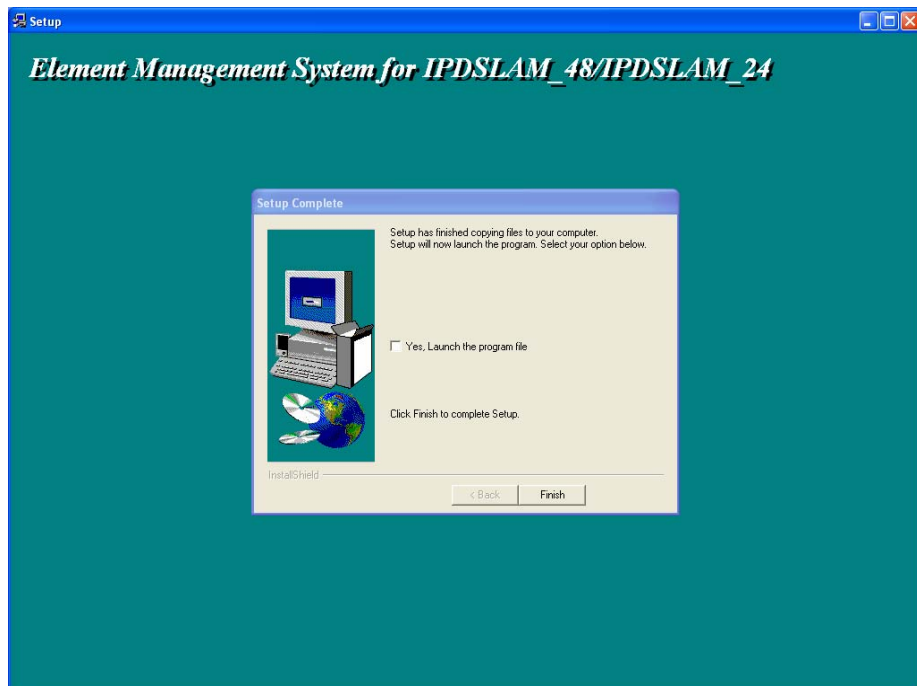 Setup
Element Management System for IPDSLAM_48/IPDSLAM_24
Setup Complete
Setup has finished copying files to your computer.
Setup will now launch the program. Select your option below.
Yes, Launch the program file
Click Finish to complete Setup.
InstallShield
< Back
Finish